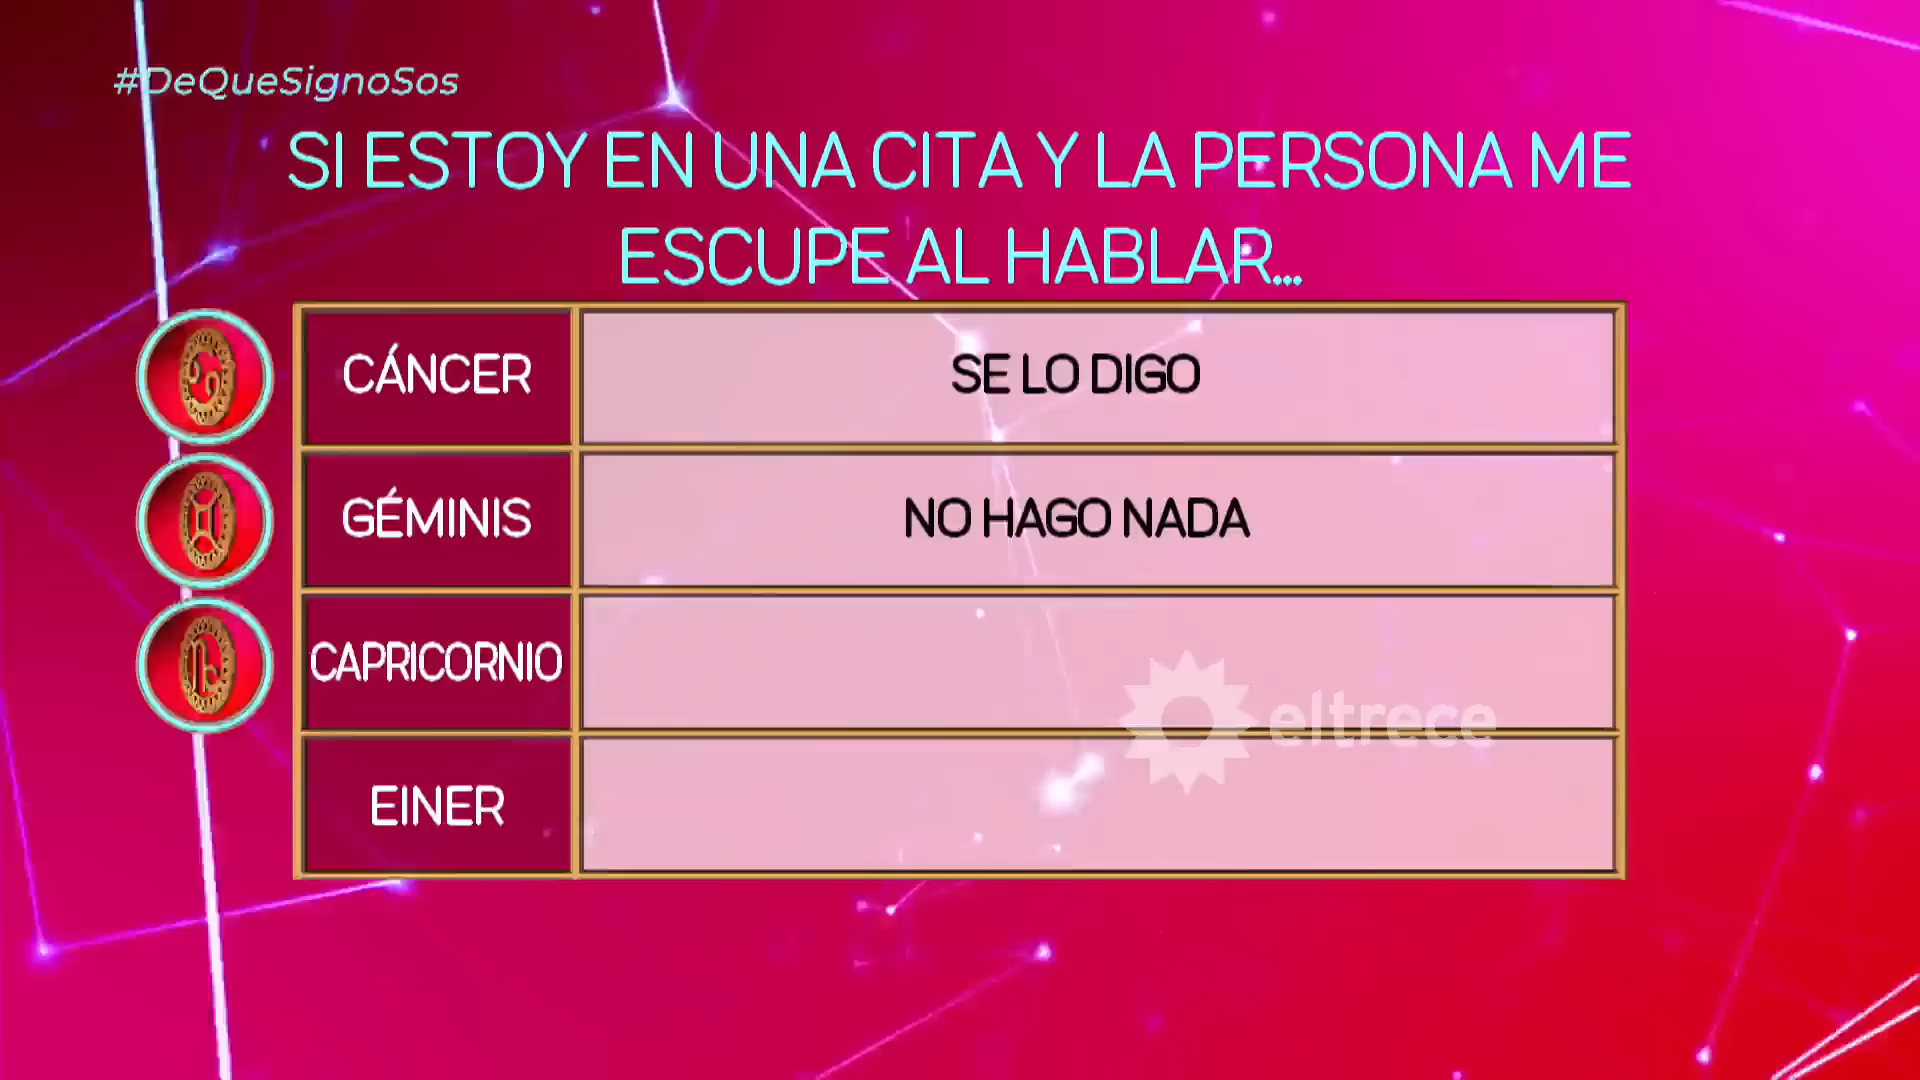 #DeQueSignoSos
SI ESTOY EN UNA CITA Y LA PERSONA ME
ESCUPE AL HABLAR...
CÁNCER SE LO DIGO
GÉMINIS NO HAGO NADA
CAPRICORNIO
eltrece
EINER